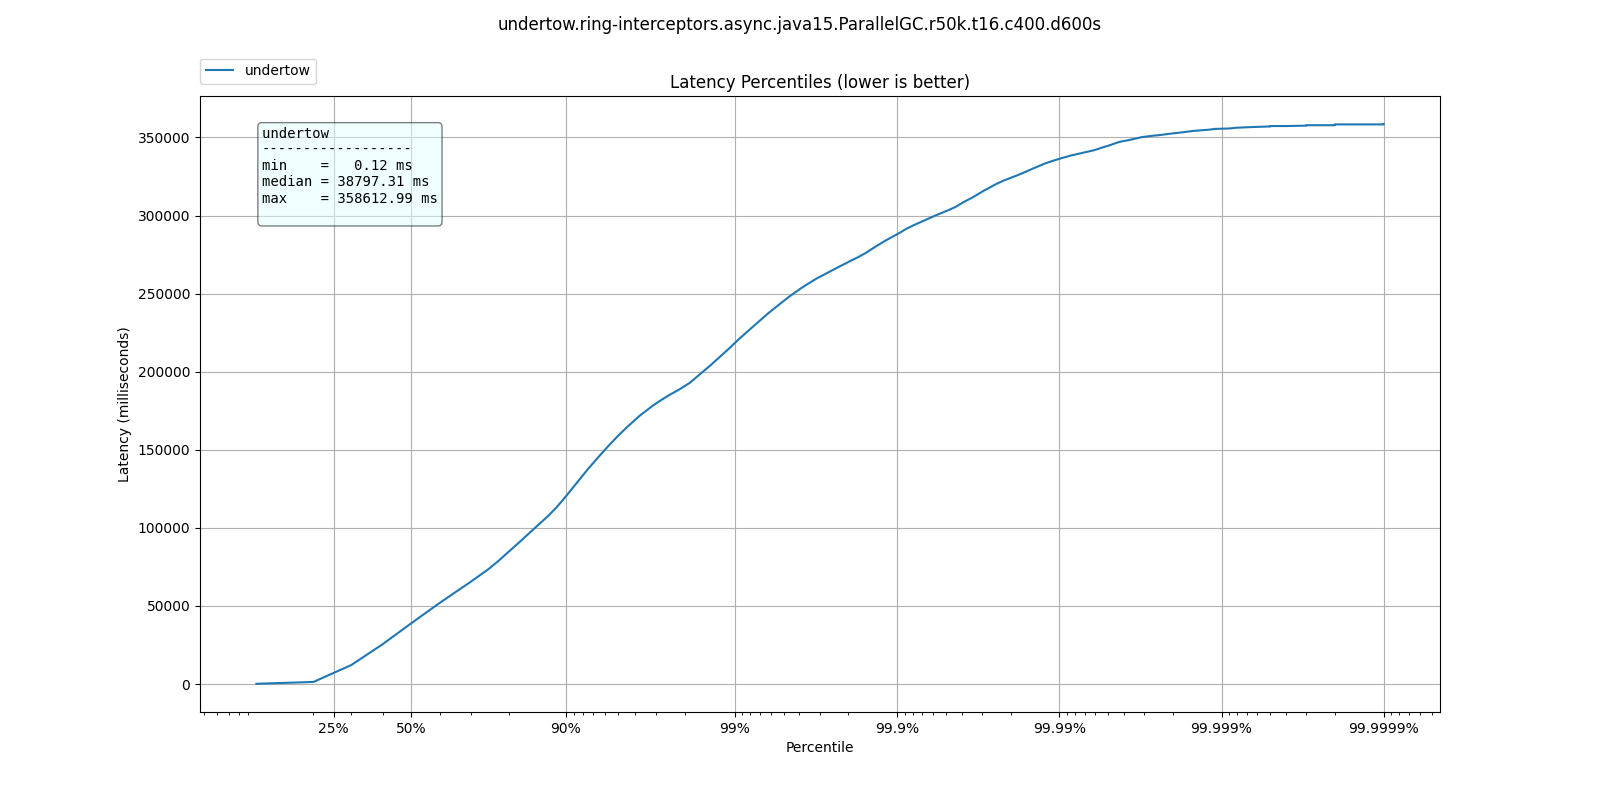 undertow.ring-interceptors.async.java15.ParallelGC.r50k.t16.c400.d600s
undertow
Latency Percentiles (lower is better)
undertow
------------------
min    =   0.12 ms
median = 38797.31 ms
max    = 358612.99 ms
350000
300000
250000
200000
150000
100000
50000
0
Latency (milliseconds)
25% 50% 90% 99% 99.9% 99.99% 99.999% 99.9999%
Percentile